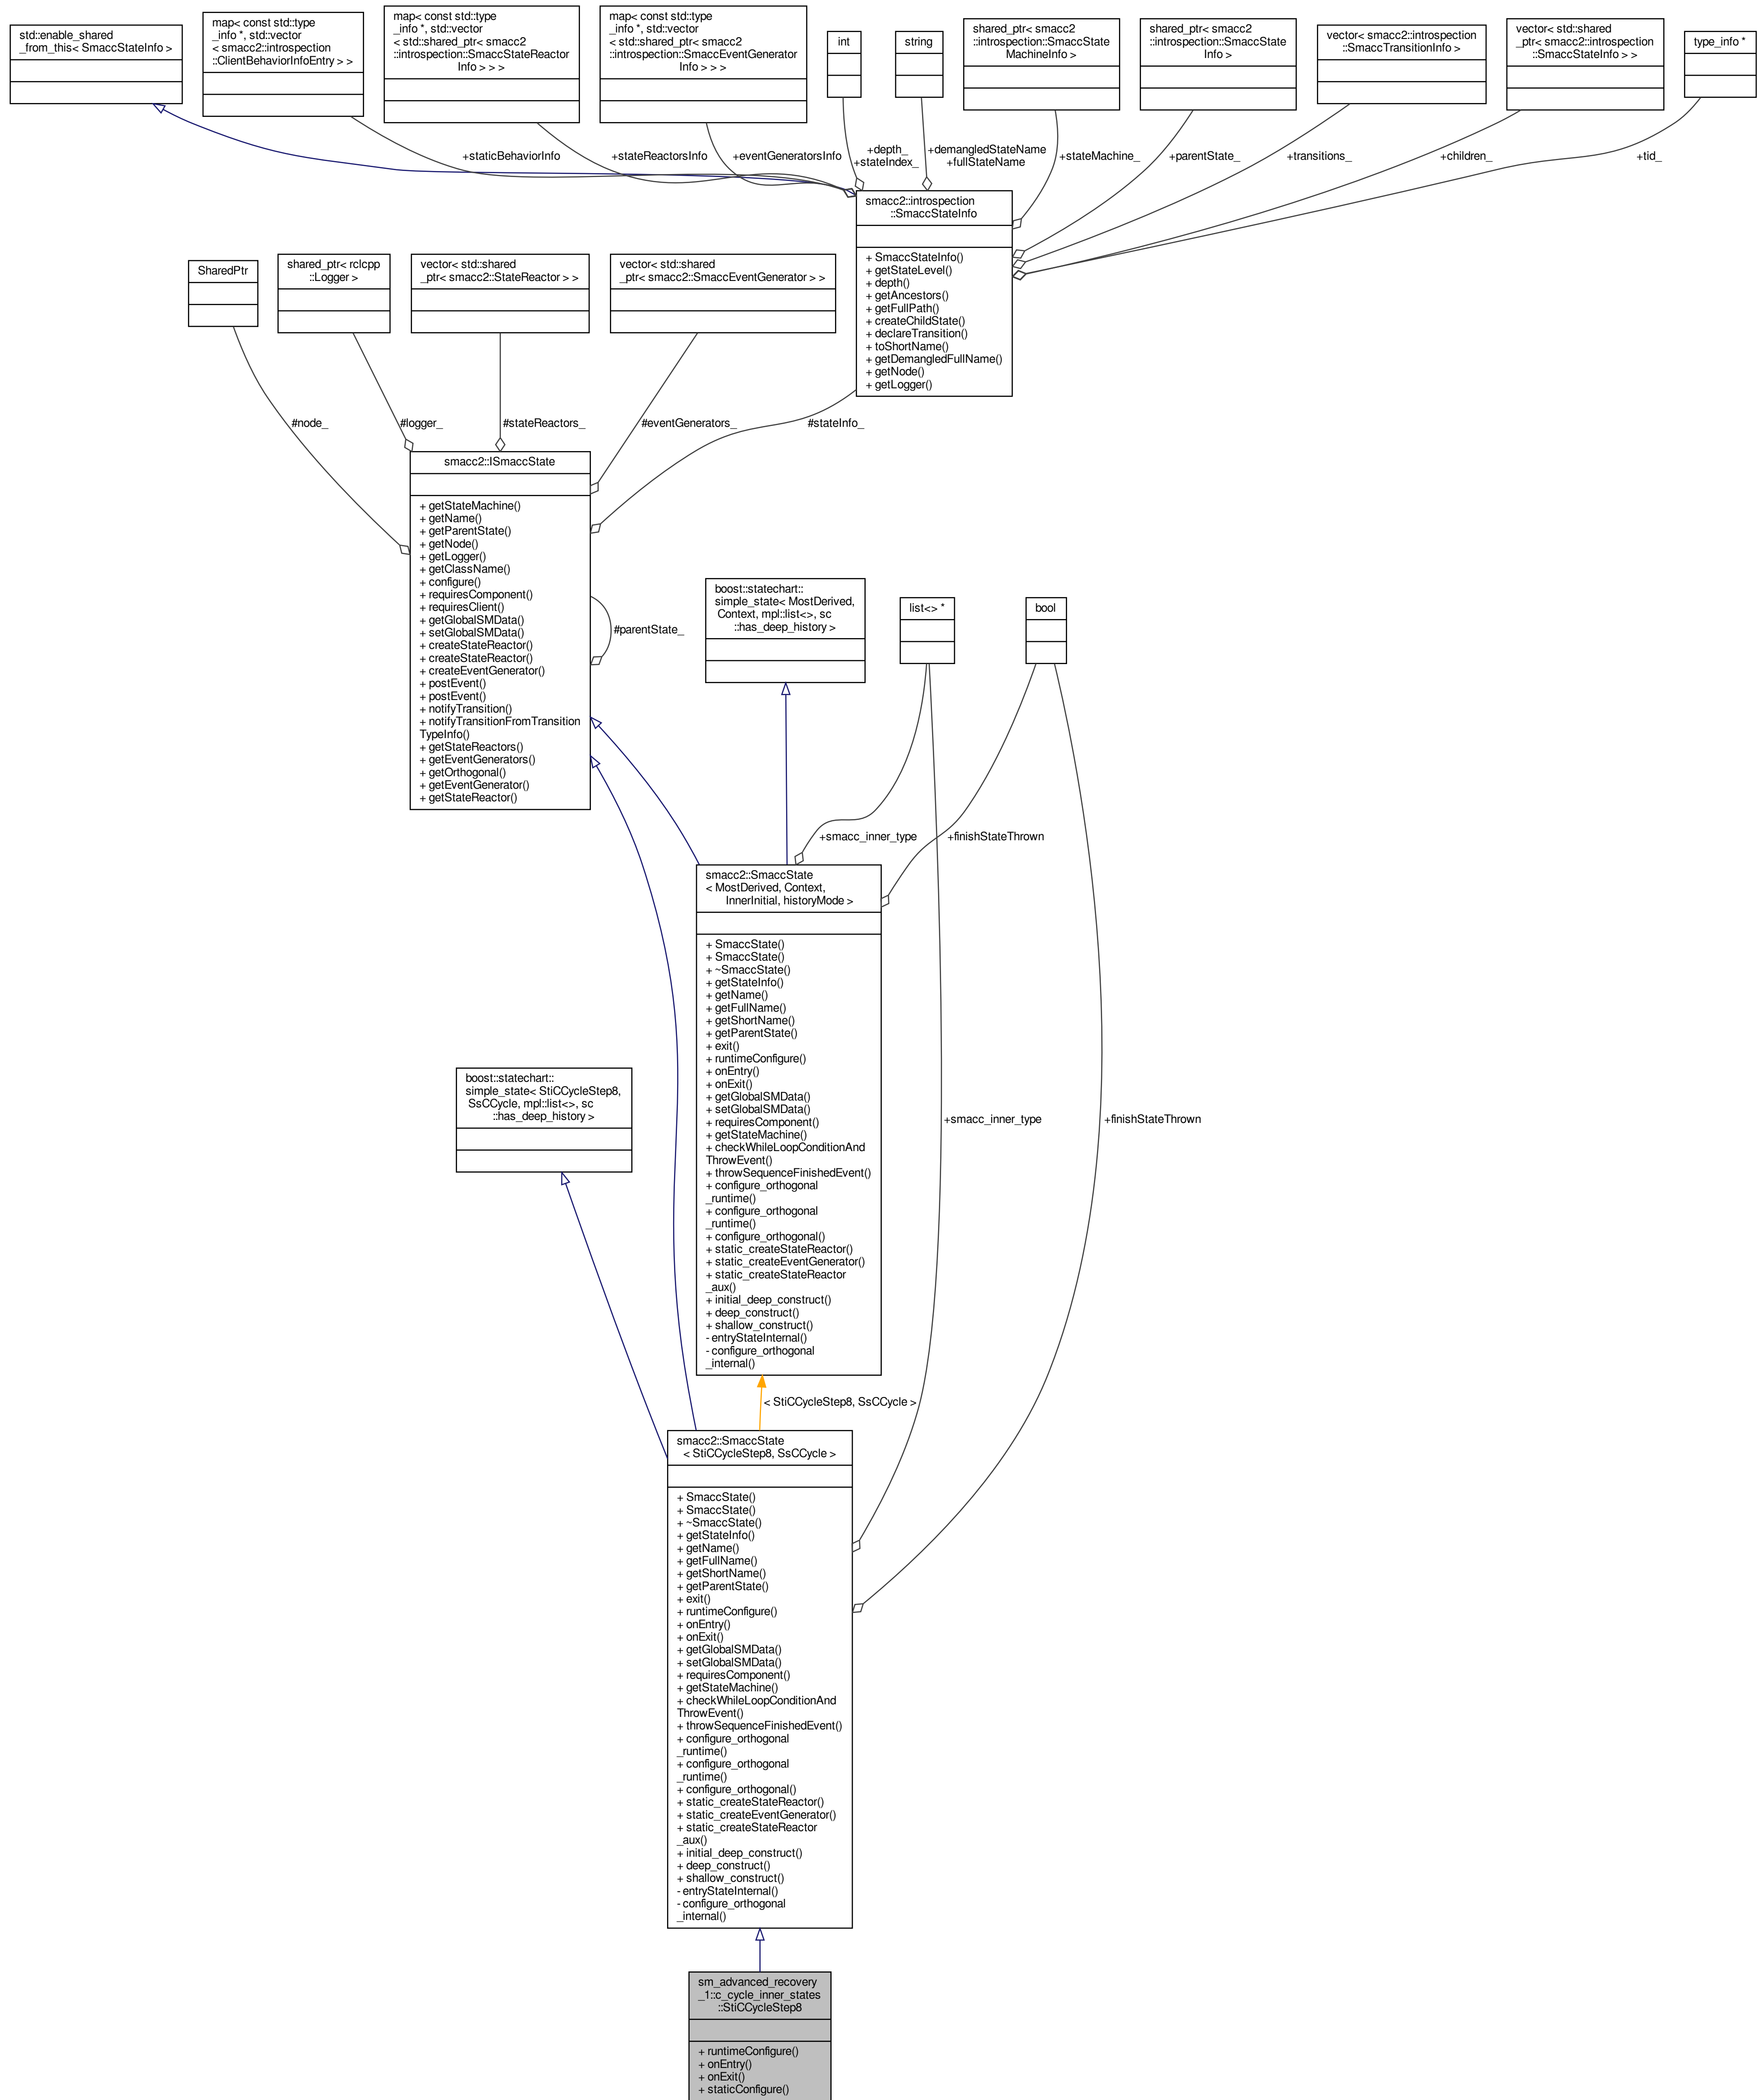 std::enable_shared
_from_this< SmaccStateInfo >
map< const std::type
_info *, std::vector
< smacc2::introspection
::ClientBehaviorInfoEntry > >
map< const std::type
_info *, std::vector
< std::shared_ptr< smacc2
::introspection::SmaccStateReactor
Info > > >
map< const std::type
_info *, std::vector
< std::shared_ptr< smacc2
::introspection::SmaccEventGenerator
Info > > >
int
string
shared_ptr< smacc2
::introspection::SmaccState
MachineInfo >
shared_ptr< smacc2
::introspection::SmaccState
Info >
vector< smacc2::introspection
::SmaccTransitionInfo >
vector< std::shared
_ptr< smacc2::introspection
::SmaccStateInfo > >
type_info *
+staticBehaviorInfo
+stateReactorsInfo
+eventGeneratorsInfo
+depth_
+stateIndex_
+demangledStateName
+fullStateName
+stateMachine_
+parentState_
+transitions_
+children_
+tid_
smacc2::introspection
::SmaccStateInfo
+ SmaccStateInfo()
+ getStateLevel()
+ depth()
+ getAncestors()
+ getFullPath()
+ createChildState()
+ declareTransition()
+ toShortName()
+ getDemangledFullName()
+ getNode()
+ getLogger()
SharedPtr
shared_ptr< rclcpp
::Logger >
vector< std::shared
_ptr< smacc2::StateReactor > >
vector< std::shared
_ptr< smacc2::SmaccEventGenerator > >
#node_
#logger_
#stateReactors_
#eventGenerators_
#stateInfo_
smacc2::ISmaccState
+ getStateMachine()
+ getName()
+ getParentState()
+ getNode()
+ getLogger()
+ getClassName()
+ configure()
+ requiresComponent()
+ requiresClient()
+ getGlobalSMData()
+ setGlobalSMData()
+ createStateReactor()
+ createStateReactor()
+ createEventGenerator()
+ postEvent()
+ postEvent()
+ notifyTransition()
+ notifyTransitionFromTransition
TypeInfo()
+ getStateReactors()
+ getEventGenerators()
+ getOrthogonal()
+ getEventGenerator()
+ getStateReactor()
#parentState_
boost::statechart::
simple_state< MostDerived,
Context, mpl::list<>, sc
::has_deep_history >
list<> *
bool
+smacc_inner_type
+finishStateThrown
smacc2::SmaccState
< MostDerived, Context,
InnerInitial, historyMode >
+ SmaccState()
+ SmaccState()
+ ~SmaccState()
+ getStateInfo()
+ getName()
+ getFullName()
+ getShortName()
+ getParentState()
+ exit()
+ runtimeConfigure()
+ onEntry()
+ onExit()
+ getGlobalSMData()
+ setGlobalSMData()
+ requiresComponent()
+ getStateMachine()
+ checkWhileLoopConditionAnd
ThrowEvent()
+ throwSequenceFinishedEvent()
+ configure_orthogonal
_runtime()
+ configure_orthogonal
_runtime()
+ configure_orthogonal()
+ static_createStateReactor()
+ static_createEventGenerator()
+ static_createStateReactor
_aux()
+ initial_deep_construct()
+ deep_construct()
+ shallow_construct()
- entryStateInternal()
- configure_orthogonal
_internal()
boost::statechart::
simple_state< StiCCycleStep8,
SsCCycle, mpl::list<>, sc
::has_deep_history >
+smacc_inner_type
+finishStateThrown
< StiCCycleStep8, SsCCycle >
smacc2::SmaccState
< StiCCycleStep8, SsCCycle >
+ SmaccState()
+ SmaccState()
+ ~SmaccState()
+ getStateInfo()
+ getName()
+ getFullName()
+ getShortName()
+ getParentState()
+ exit()
+ runtimeConfigure()
+ onEntry()
+ onExit()
+ getGlobalSMData()
+ setGlobalSMData()
+ requiresComponent()
+ getStateMachine()
+ checkWhileLoopConditionAnd
ThrowEvent()
+ throwSequenceFinishedEvent()
+ configure_orthogonal
_runtime()
+ configure_orthogonal
_runtime()
+ configure_orthogonal()
+ static_createStateReactor()
+ static_createEventGenerator()
+ static_createStateReactor
_aux()
+ initial_deep_construct()
+ deep_construct()
+ shallow_construct()
- entryStateInternal()
- configure_orthogonal
_internal()
sm_advanced_recovery
_1::c_cycle_inner_states
::StiCCycleStep8
+ runtimeConfigure()
+ onEntry()
+ onExit()
+ staticConfigure()